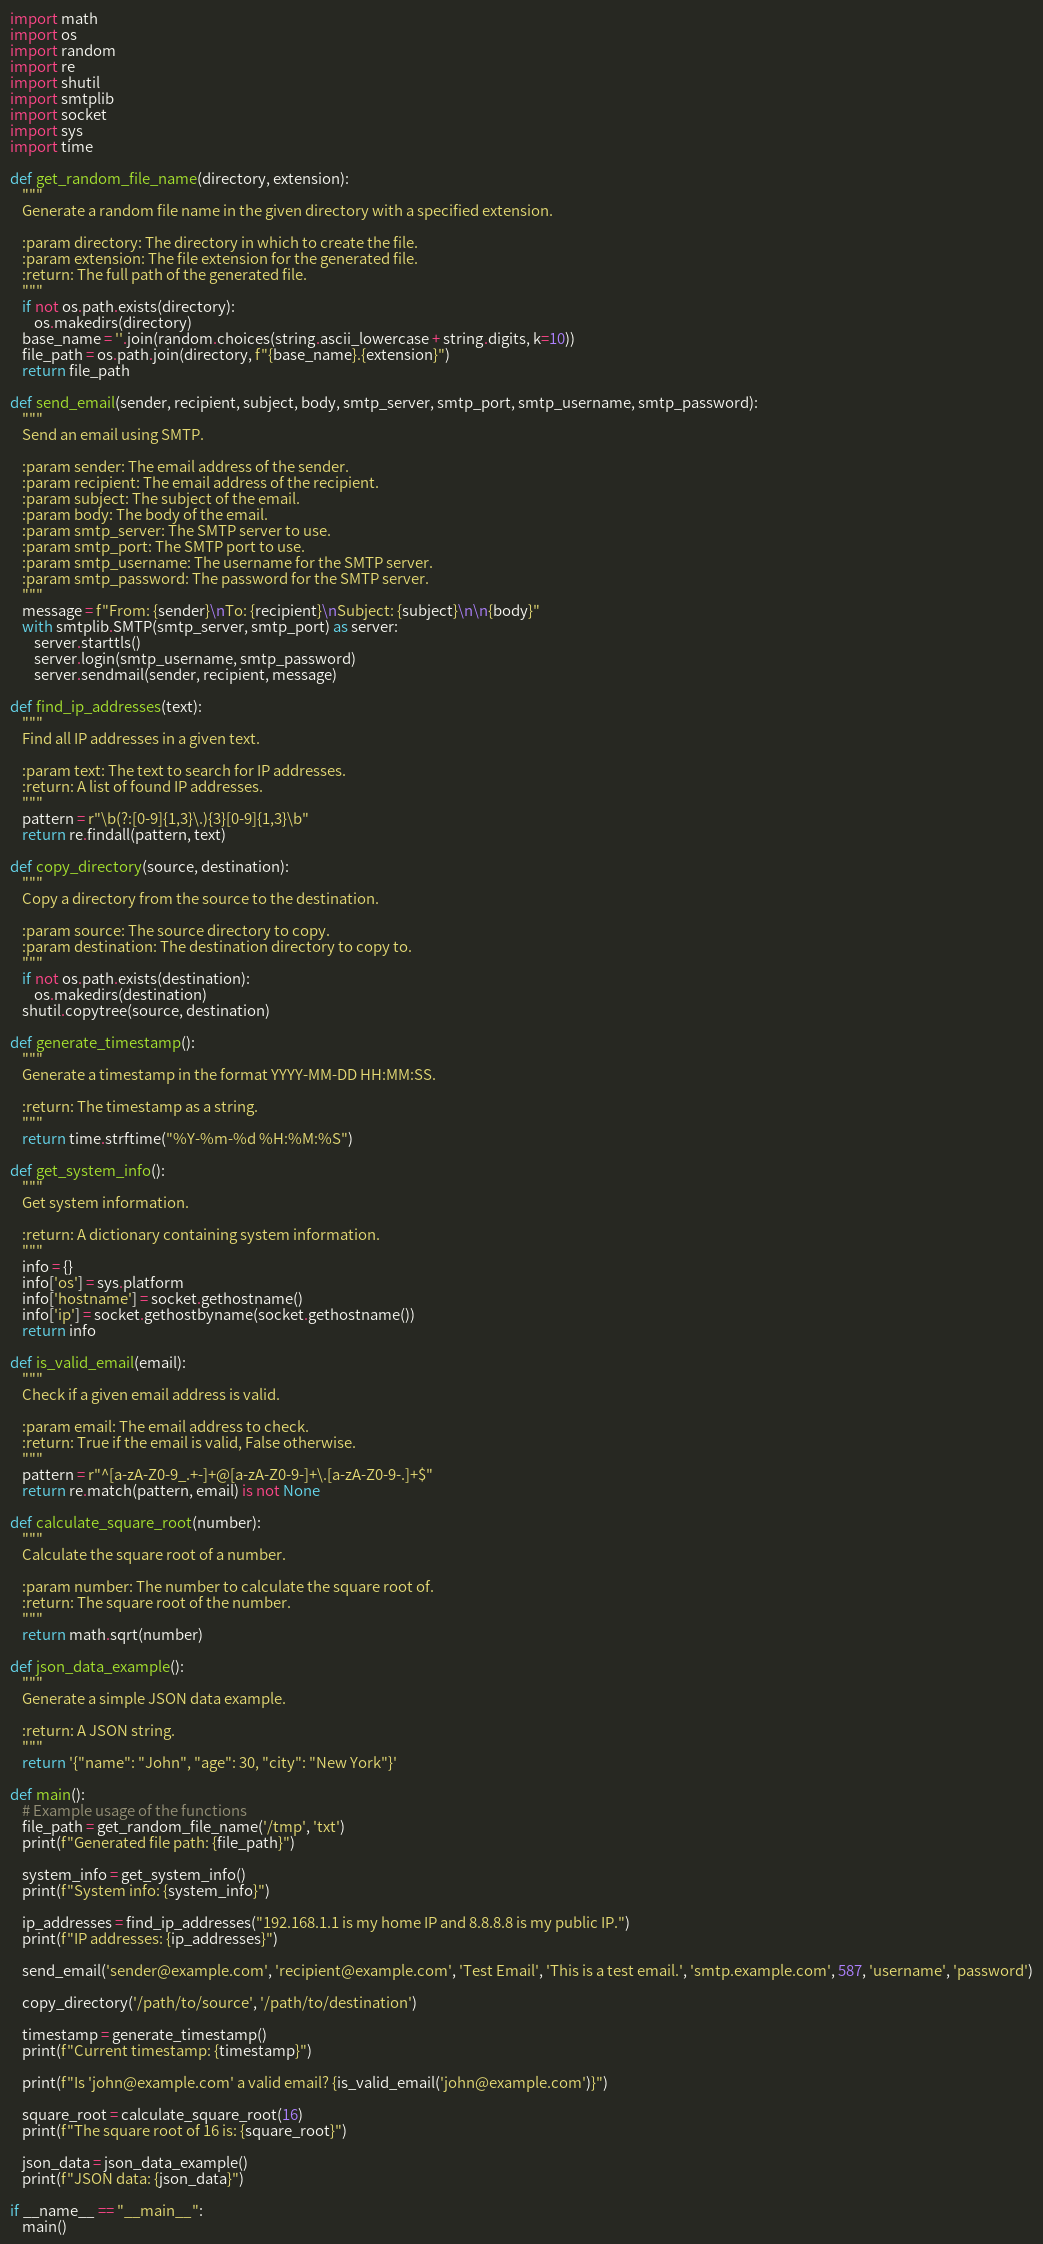 import math
import os
import random
import re
import shutil
import smtplib
import socket
import sys
import time

def get_random_file_name(directory, extension):
    """
    Generate a random file name in the given directory with a specified extension.

    :param directory: The directory in which to create the file.
    :param extension: The file extension for the generated file.
    :return: The full path of the generated file.
    """
    if not os.path.exists(directory):
        os.makedirs(directory)
    base_name = ''.join(random.choices(string.ascii_lowercase + string.digits, k=10))
    file_path = os.path.join(directory, f"{base_name}.{extension}")
    return file_path

def send_email(sender, recipient, subject, body, smtp_server, smtp_port, smtp_username, smtp_password):
    """
    Send an email using SMTP.

    :param sender: The email address of the sender.
    :param recipient: The email address of the recipient.
    :param subject: The subject of the email.
    :param body: The body of the email.
    :param smtp_server: The SMTP server to use.
    :param smtp_port: The SMTP port to use.
    :param smtp_username: The username for the SMTP server.
    :param smtp_password: The password for the SMTP server.
    """
    message = f"From: {sender}\nTo: {recipient}\nSubject: {subject}\n\n{body}"
    with smtplib.SMTP(smtp_server, smtp_port) as server:
        server.starttls()
        server.login(smtp_username, smtp_password)
        server.sendmail(sender, recipient, message)

def find_ip_addresses(text):
    """
    Find all IP addresses in a given text.

    :param text: The text to search for IP addresses.
    :return: A list of found IP addresses.
    """
    pattern = r"\b(?:[0-9]{1,3}\.){3}[0-9]{1,3}\b"
    return re.findall(pattern, text)

def copy_directory(source, destination):
    """
    Copy a directory from the source to the destination.

    :param source: The source directory to copy.
    :param destination: The destination directory to copy to.
    """
    if not os.path.exists(destination):
        os.makedirs(destination)
    shutil.copytree(source, destination)

def generate_timestamp():
    """
    Generate a timestamp in the format YYYY-MM-DD HH:MM:SS.

    :return: The timestamp as a string.
    """
    return time.strftime("%Y-%m-%d %H:%M:%S")

def get_system_info():
    """
    Get system information.

    :return: A dictionary containing system information.
    """
    info = {}
    info['os'] = sys.platform
    info['hostname'] = socket.gethostname()
    info['ip'] = socket.gethostbyname(socket.gethostname())
    return info

def is_valid_email(email):
    """
    Check if a given email address is valid.

    :param email: The email address to check.
    :return: True if the email is valid, False otherwise.
    """
    pattern = r"^[a-zA-Z0-9_.+-]+@[a-zA-Z0-9-]+\.[a-zA-Z0-9-.]+$"
    return re.match(pattern, email) is not None

def calculate_square_root(number):
    """
    Calculate the square root of a number.

    :param number: The number to calculate the square root of.
    :return: The square root of the number.
    """
    return math.sqrt(number)

def json_data_example():
    """
    Generate a simple JSON data example.

    :return: A JSON string.
    """
    return '{"name": "John", "age": 30, "city": "New York"}'

def main():
    # Example usage of the functions
    file_path = get_random_file_name('/tmp', 'txt')
    print(f"Generated file path: {file_path}")

    system_info = get_system_info()
    print(f"System info: {system_info}")

    ip_addresses = find_ip_addresses("192.168.1.1 is my home IP and 8.8.8.8 is my public IP.")
    print(f"IP addresses: {ip_addresses}")

    send_email('sender@example.com', 'recipient@example.com', 'Test Email', 'This is a test email.', 'smtp.example.com', 587, 'username', 'password')

    copy_directory('/path/to/source', '/path/to/destination')

    timestamp = generate_timestamp()
    print(f"Current timestamp: {timestamp}")

    print(f"Is 'john@example.com' a valid email? {is_valid_email('john@example.com')}")

    square_root = calculate_square_root(16)
    print(f"The square root of 16 is: {square_root}")

    json_data = json_data_example()
    print(f"JSON data: {json_data}")

if __name__ == "__main__":
    main()